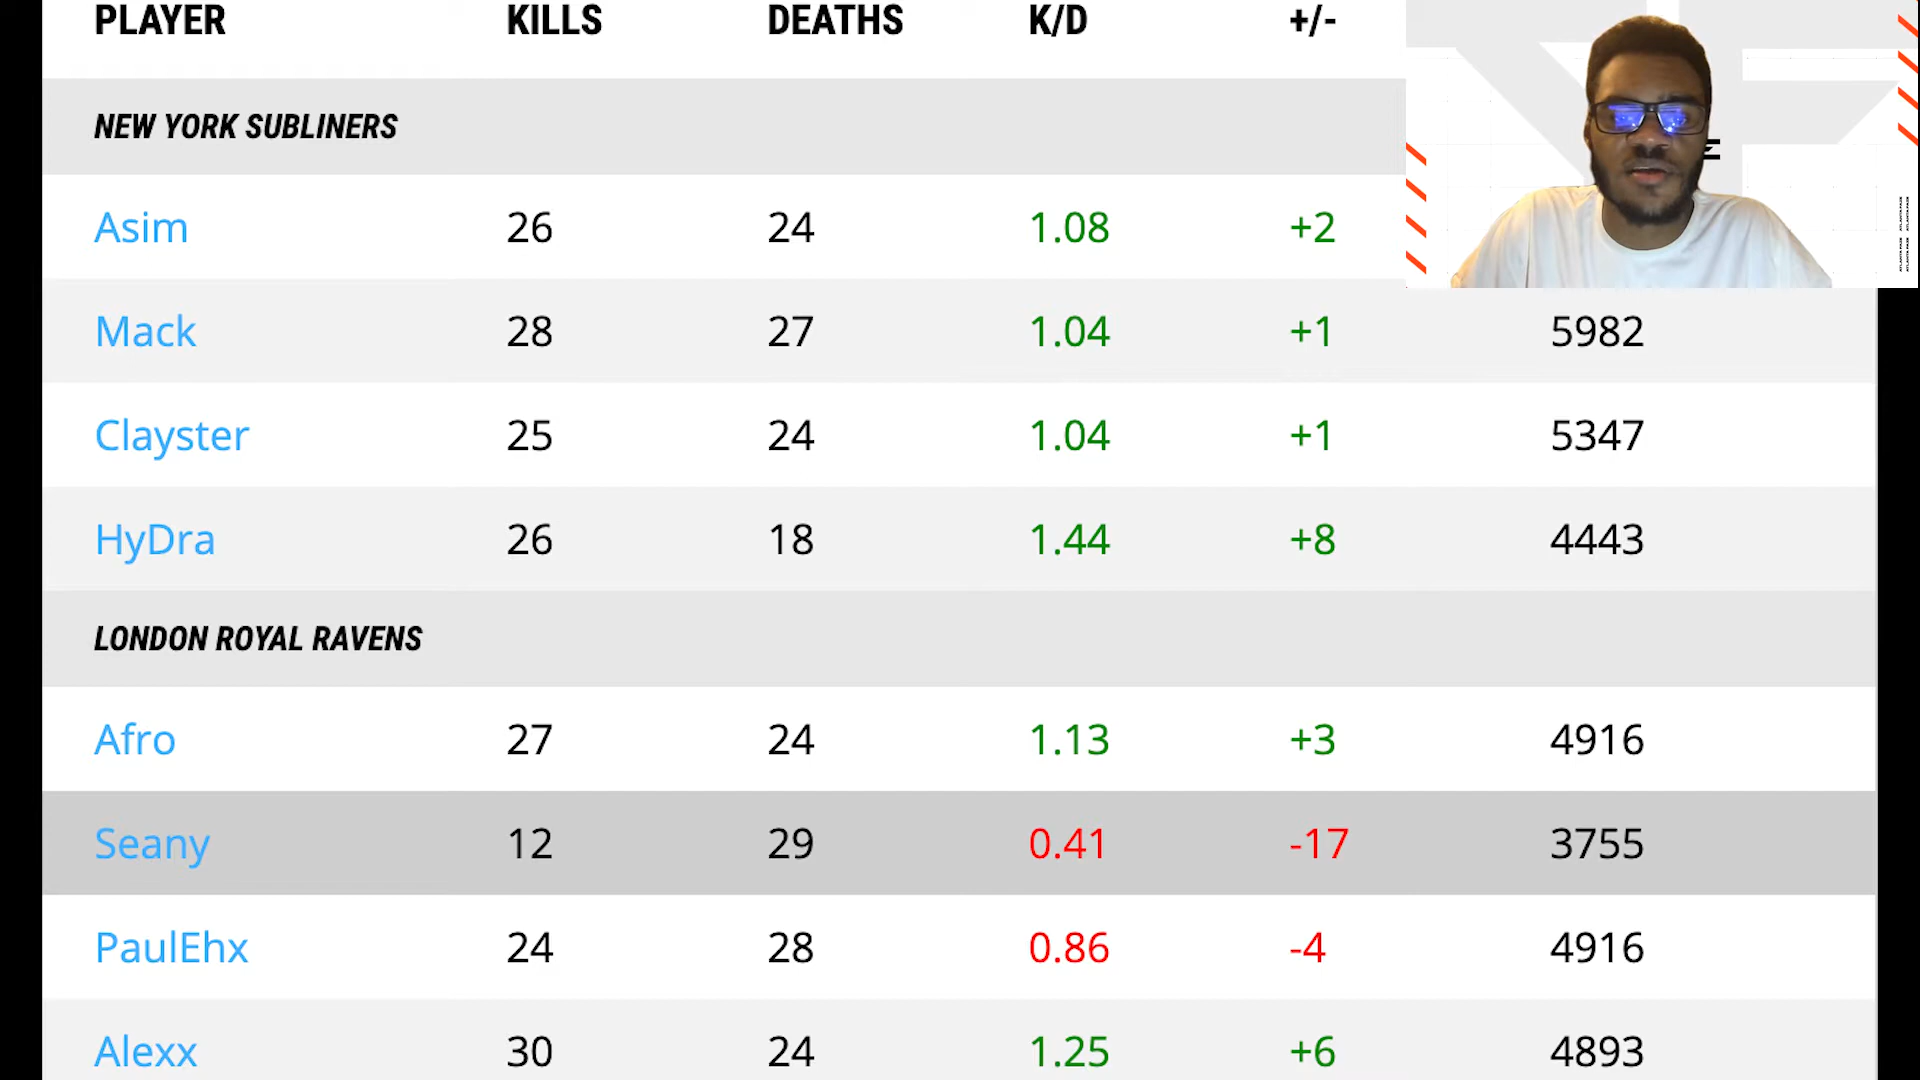 PLAYER KILLS DEATHS K/D +/-
NEW YORK SUBLINERS
Asim 26 24 1.08 +2
Mack 28 27 1.04 +1 5982
Clayster 25 24 1.04 +1 5347
HyDra 26 18 1.44 +8 4443
LONDON ROYAL RAVENS
Afro 27 24 1.13 +3 4916
Seany 12 29 0.41 -17 3755
PaulEhx 24 28 0.86 -4 4916
Alexx 30 24 1.25 +6 4893